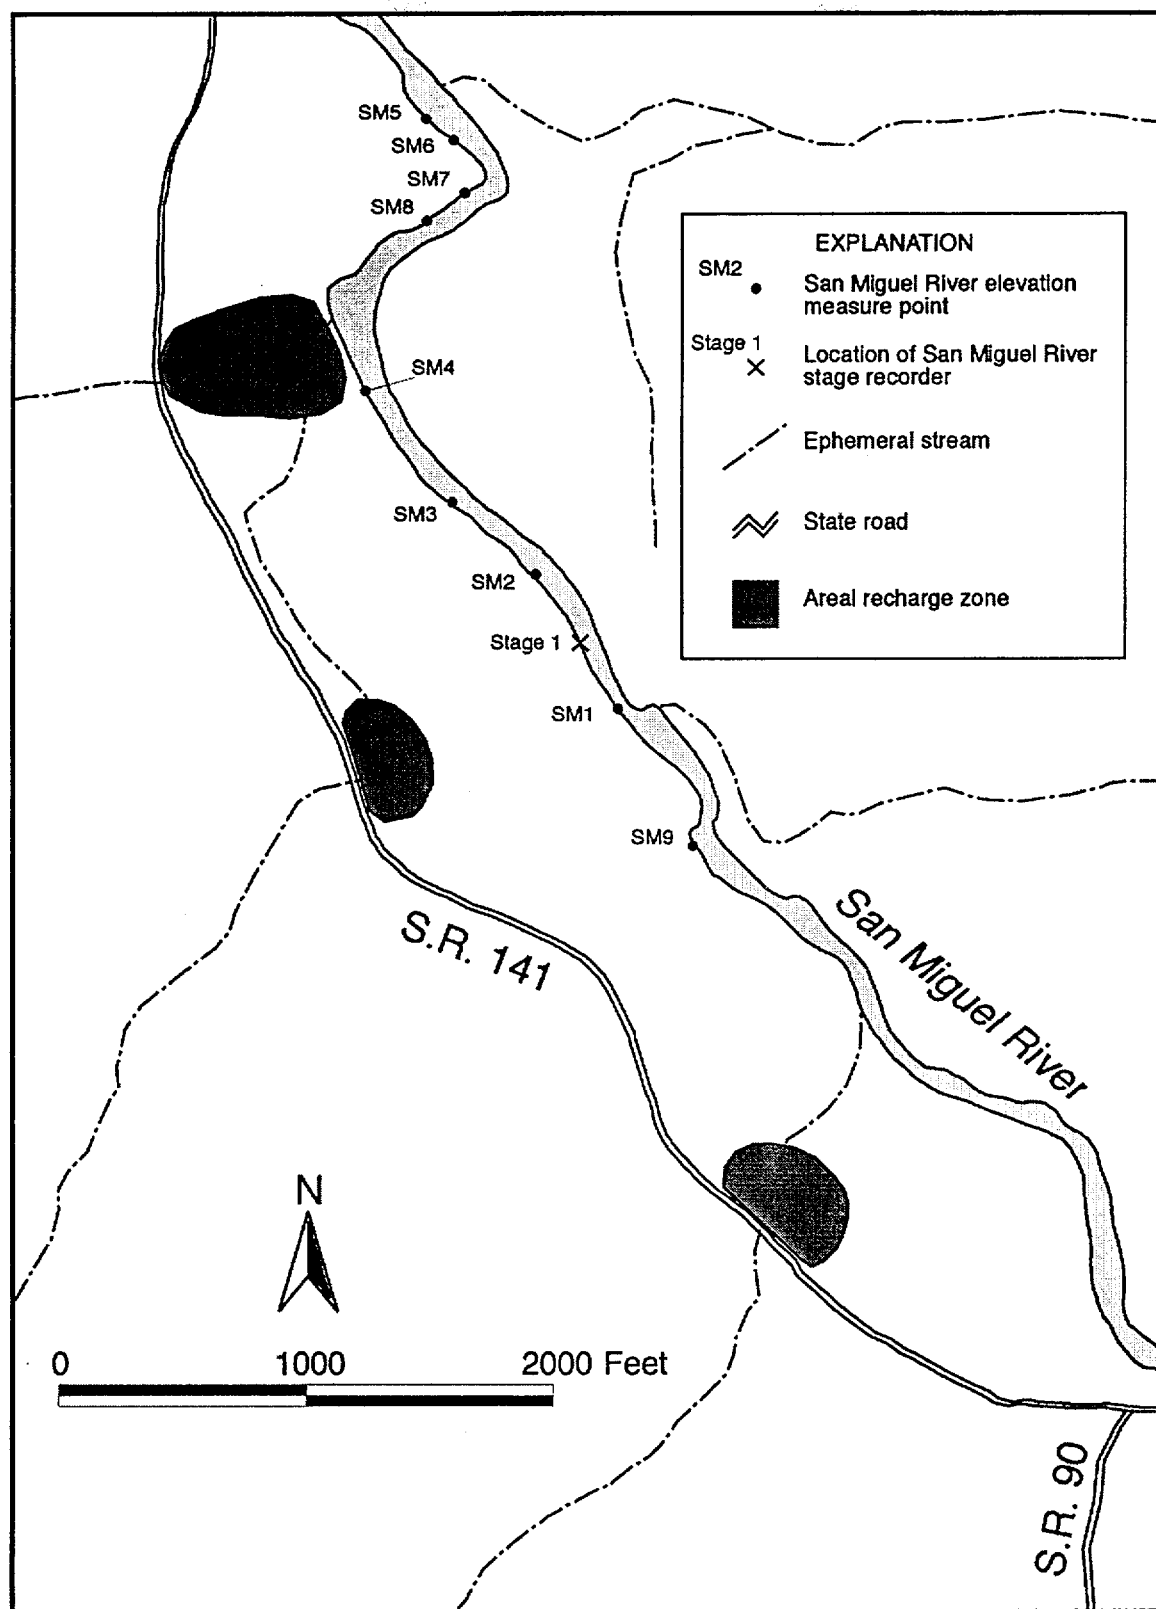 SM5
SM6
SM7
SM8
EXPLANATION
SM2
San Miguel River elevation
measure point
Stage 1
Location of San Miguel River
stage recorder
SM4
Ephemeral stream
SM3
State road
SM2
Areal recharge zone
Stage 1
SM1
SM9
San Miguel River
S.R. 141
N
0 1000 2000 Feet
S.R. 90